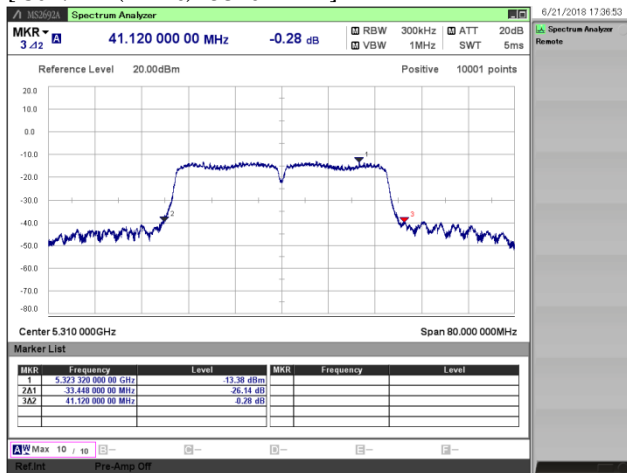 MS2692A Spectrum Analyzer
6/21/2018 17:36:53
MKR
3 Δ2
A
41.120 000 00 MHz
-0.28 dB
M RBW 300kHz M ATT 20dB
M VBW 1MHz SWT 5ms
Spectrum Analyzer
Remote
Reference Level 20.00dBm
Positive 10001 points
20.0
10.0
0.0
-10.0
-20.0
-30.0
-40.0
-50.0
-60.0
-70.0
-80.0
1
2
3
Center 5.310 000GHz
Span 80.000 000MHz
Marker List
MKR Frequency Level MKR Frequency Level
1 5.323 320 000 00 GHz -13.38 dBm
2Δ1 -33.448 000 00 MHz -26.14 dB
3Δ2 41.120 000 00 MHz -0.28 dB
A W Max 10 / 10 B— C— D— E— F—
Ref.Int Pre-Amp Off